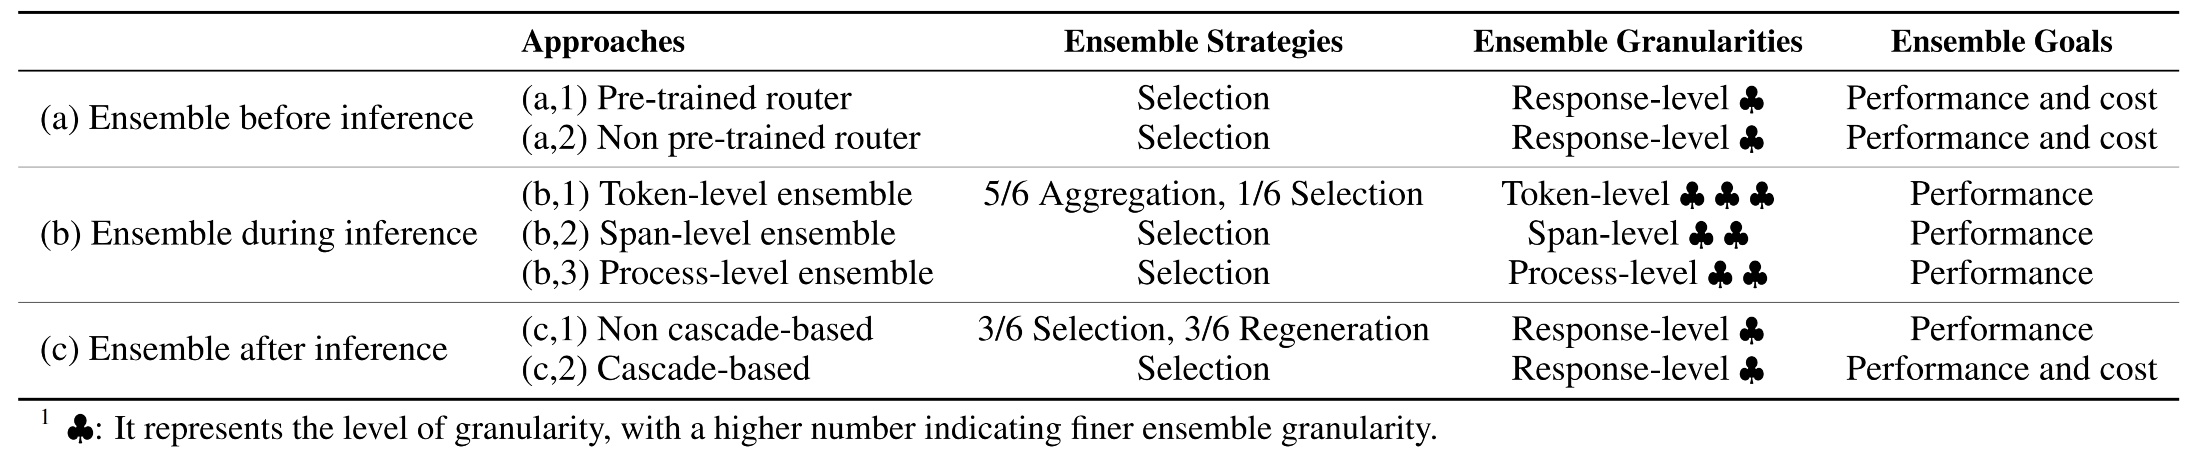 Approaches Ensemble Strategies Ensemble Granularities Ensemble Goals
(a) Ensemble before inference
(a,1) Pre-trained router Selection Response-level ♣ Performance and cost
(a,2) Non pre-trained router Selection Response-level ♣ Performance and cost
(b) Ensemble during inference
(b,1) Token-level ensemble 5/6 Aggregation, 1/6 Selection Token-level ♣ ♣ ♣ Performance
(b,2) Span-level ensemble Selection Span-level ♣ ♣ Performance
(b,3) Process-level ensemble Selection Process-level ♣ ♣ Performance
(c) Ensemble after inference
(c,1) Non cascade-based 3/6 Selection, 3/6 Regeneration Response-level ♣ Performance
(c,2) Cascade-based Selection Response-level ♣ Performance and cost
1 ♣: It represents the level of granularity, with a higher number indicating finer ensemble granularity.